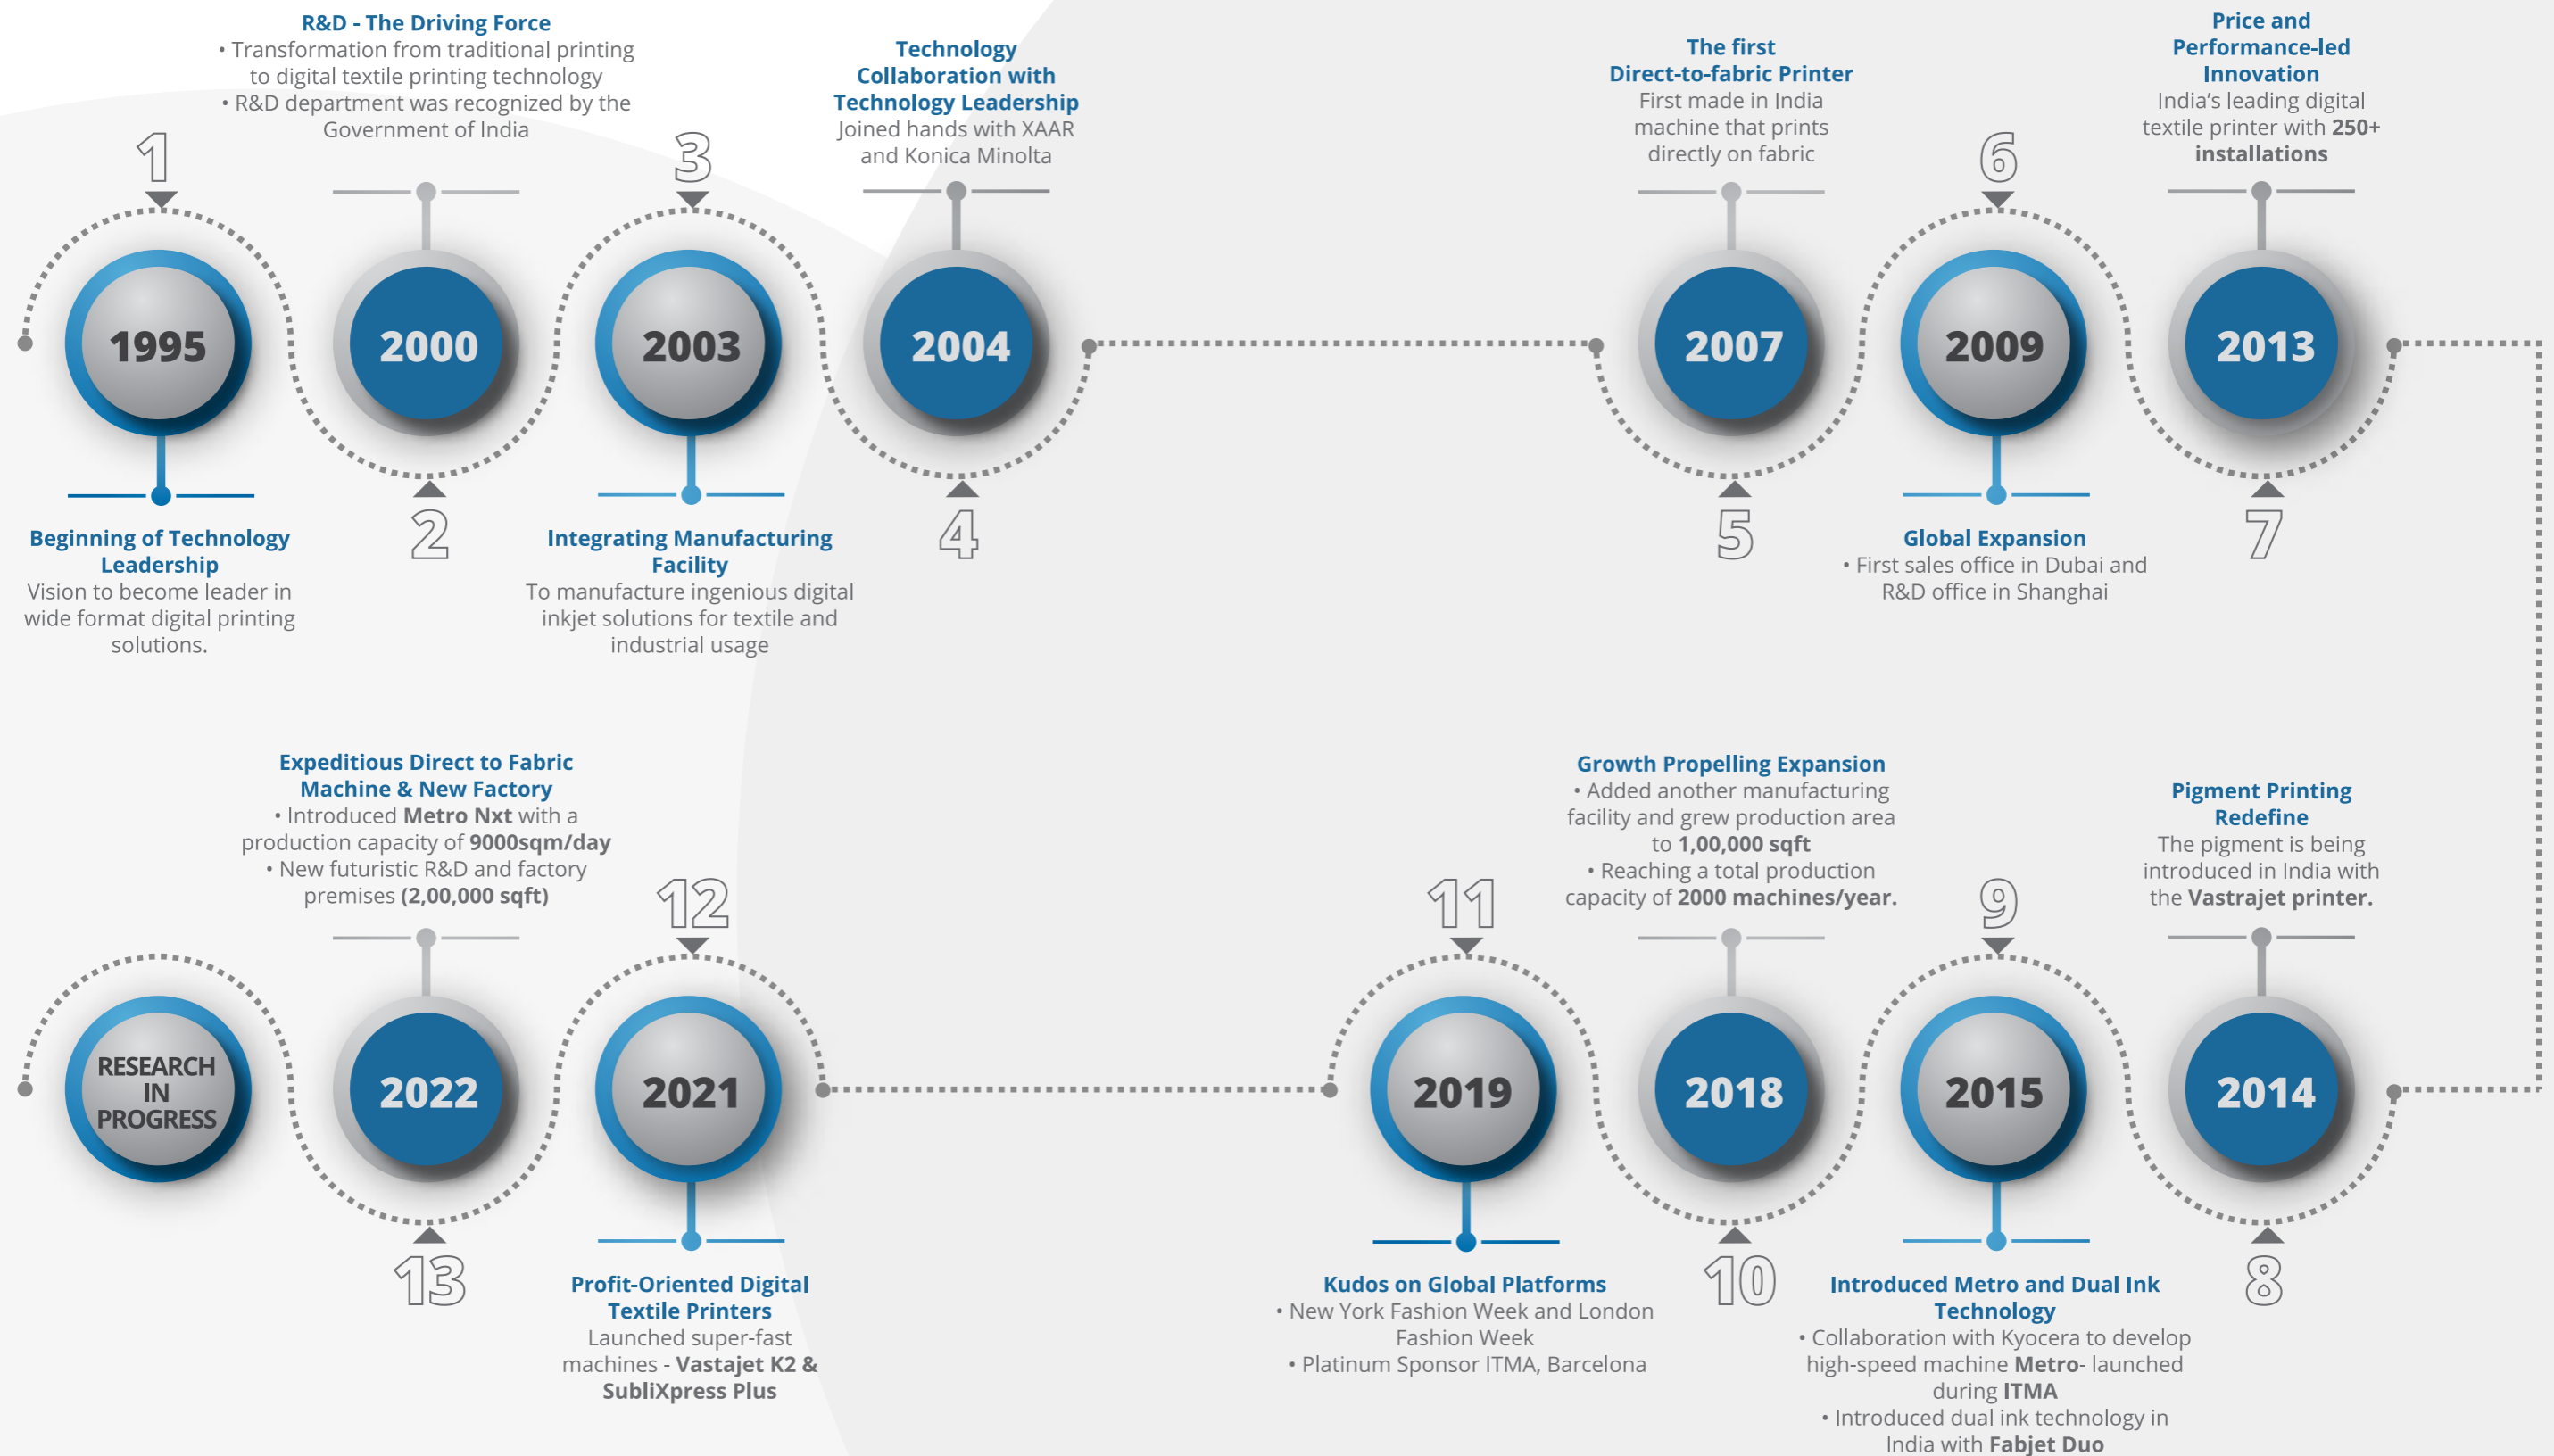 1
1995
Beginning of Technology
Leadership
Vision to become leader in
wide format digital printing
solutions.
R&D - The Driving Force
• Transformation from traditional printing
to digital textile printing technology
• R&D department was recognized by the
Government of India
2000
2
3
2003
Integrating Manufacturing
Facility
To manufacture ingenious digital
inkjet solutions for textile and
industrial usage
Technology
Collaboration with
Technology Leadership
Joined hands with XAAR
and Konica Minolta
2004
4
The first
Direct-to-fabric Printer
First made in India
machine that prints
directly on fabric
2007
5
6
2009
Global Expansion
• First sales office in Dubai and
R&D office in Shanghai
Price and
Performance-led
Innovation
India’s leading digital
textile printer with 250+
installations
2013
7
Pigment Printing
Redefine
The pigment is being
introduced in India with
the Vastrajet printer.
2014
8
9
2015
Introduced Metro and Dual Ink
Technology
• Collaboration with Kyocera to develop
high-speed machine Metro- launched
during ITMA
• Introduced dual ink technology in
India with Fabjet Duo
Growth Propelling Expansion
• Added another manufacturing
facility and grew production area
to 1,00,000 sqft
• Reaching a total production
capacity of 2000 machines/year.
2018
10
11
2019
Kudos on Global Platforms
• New York Fashion Week and London
Fashion Week
• Platinum Sponsor ITMA, Barcelona
12
2021
Profit-Oriented Digital
Textile Printers
Launched super-fast
machines - Vastajet K2 &
SubliXpress Plus
Expeditious Direct to Fabric
Machine & New Factory
• Introduced Metro Nxt with a
production capacity of 9000sqm/day
• New futuristic R&D and factory
premises (2,00,000 sqft)
2022
13
RESEARCH
IN
PROGRESS